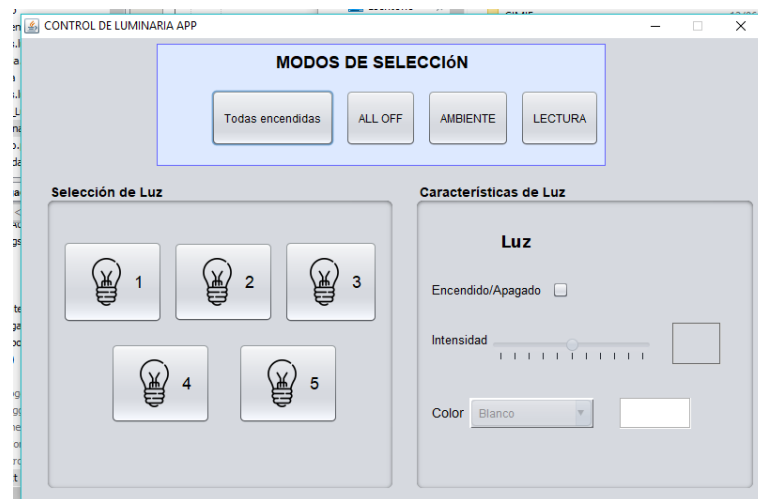 CONTROL DE LUMINARIA APP
MODOS DE SELECCIóN
Todas encendidas
ALL OFF
AMBIENTE
LECTURA
Selección de Luz
1
2
3
4
5
Características de Luz
Luz
Encendido/Apagado
Intensidad
Color
Blanco